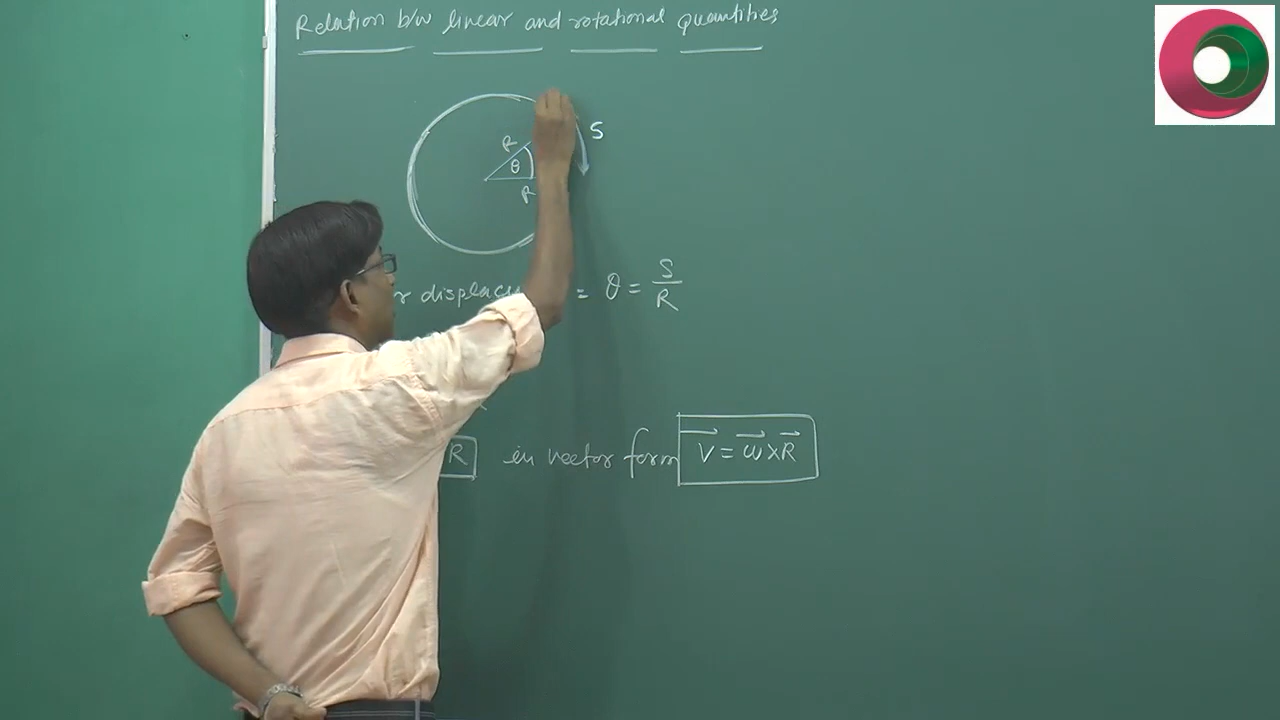 Relation b/w linear and rotational quantities
S
R
θ
R
= θ = S/R
R in vector form V⃗ = ω⃗ × R⃗